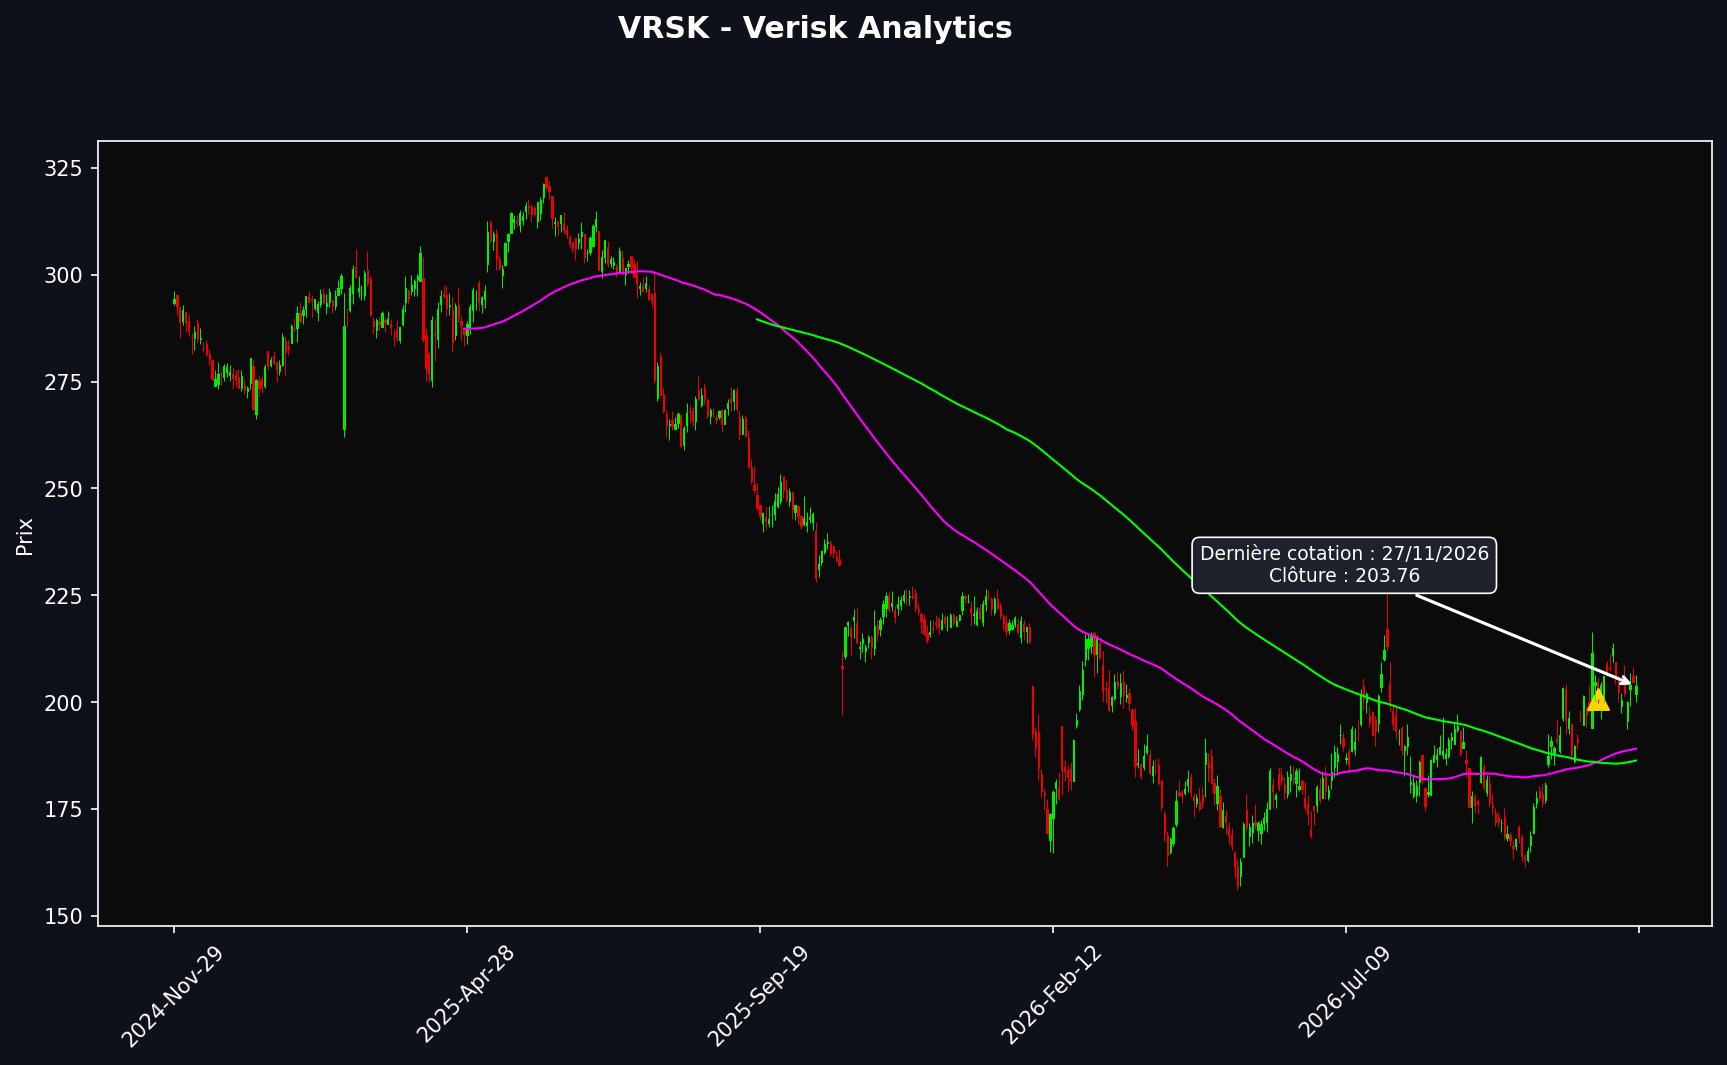 VRSK - Verisk Analytics
325
300
275
250
225
200
175
150
Prix
Dernière cotation : 27/11/2026
Clôture : 203.76
2024-Nov-29
2025-Apr-28
2025-Sep-19
2026-Feb-12
2026-Jul-09